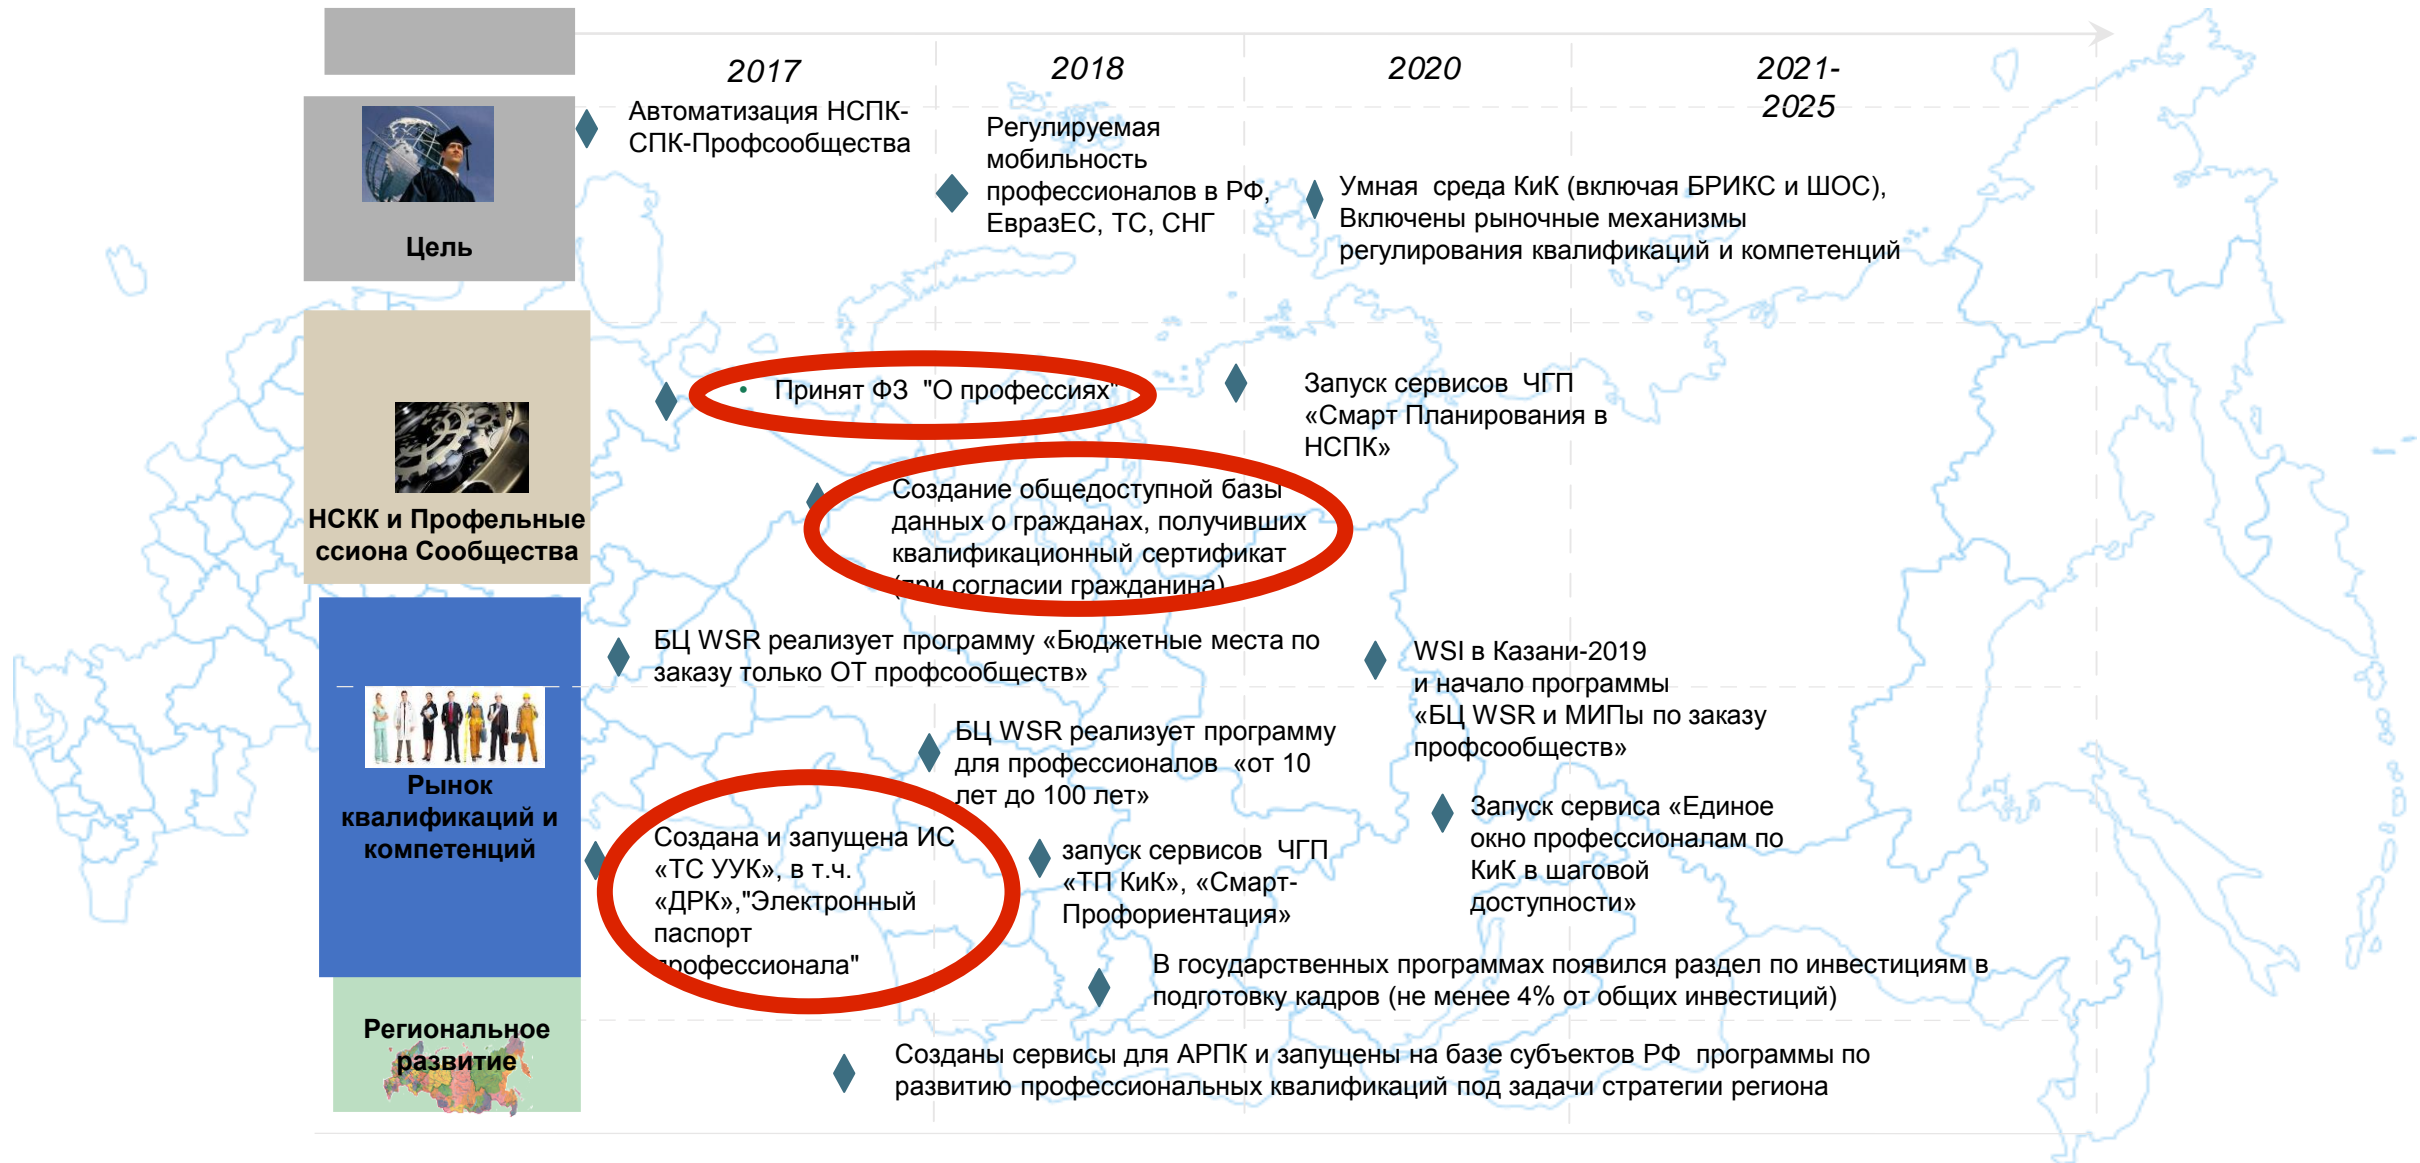 2017
2018
2020
2021-
2025
Цель
Автоматизация НСПК-
СПК-Профсообщества
Регулируемая
мобильность
профессионалов в РФ,
ЕвразЕС, ТС, СНГ
Умная среда КиК (включая БРИКС и ШОС),
Включены рыночные механизмы
регулирования квалификаций и компетенций
НСКК и Профельные
ссиона Сообщества
• Принят ФЗ "О профессиях"
Запуск сервисов ЧГП
«Смарт Планирования в
НСПК»
Создание общедоступной базы
данных о гражданах, получивших
квалификационный сертификат
(при согласии гражданина)
Рынок
квалификаций и
компетенций
БЦ WSR реализует программу «Бюджетные места по
заказу только ОТ профсообществ»
WSI в Казани-2019
и начало программы
«БЦ WSR и МИПы по заказу
профсообществ»
БЦ WSR реализует программу
для профессионалов «от 10
лет до 100 лет»
Создана и запущена ИС
«ТС УУК», в т.ч.
«ДРК»,"Электронный
паспорт
профессионала"
запуск сервисов ЧГП
«ТП КиК», «Смарт-
Профориентация»
Запуск сервиса «Единое
окно профессионалам по
КиК в шаговой
доступности»
В государственных программах появился раздел по инвестициям в
подготовку кадров (не менее 4% от общих инвестиций)
Региональное
развитие
Созданы сервисы для АРПК и запущены на базе субъектов РФ программы по
развитию профессиональных квалификаций под задачи стратегии региона